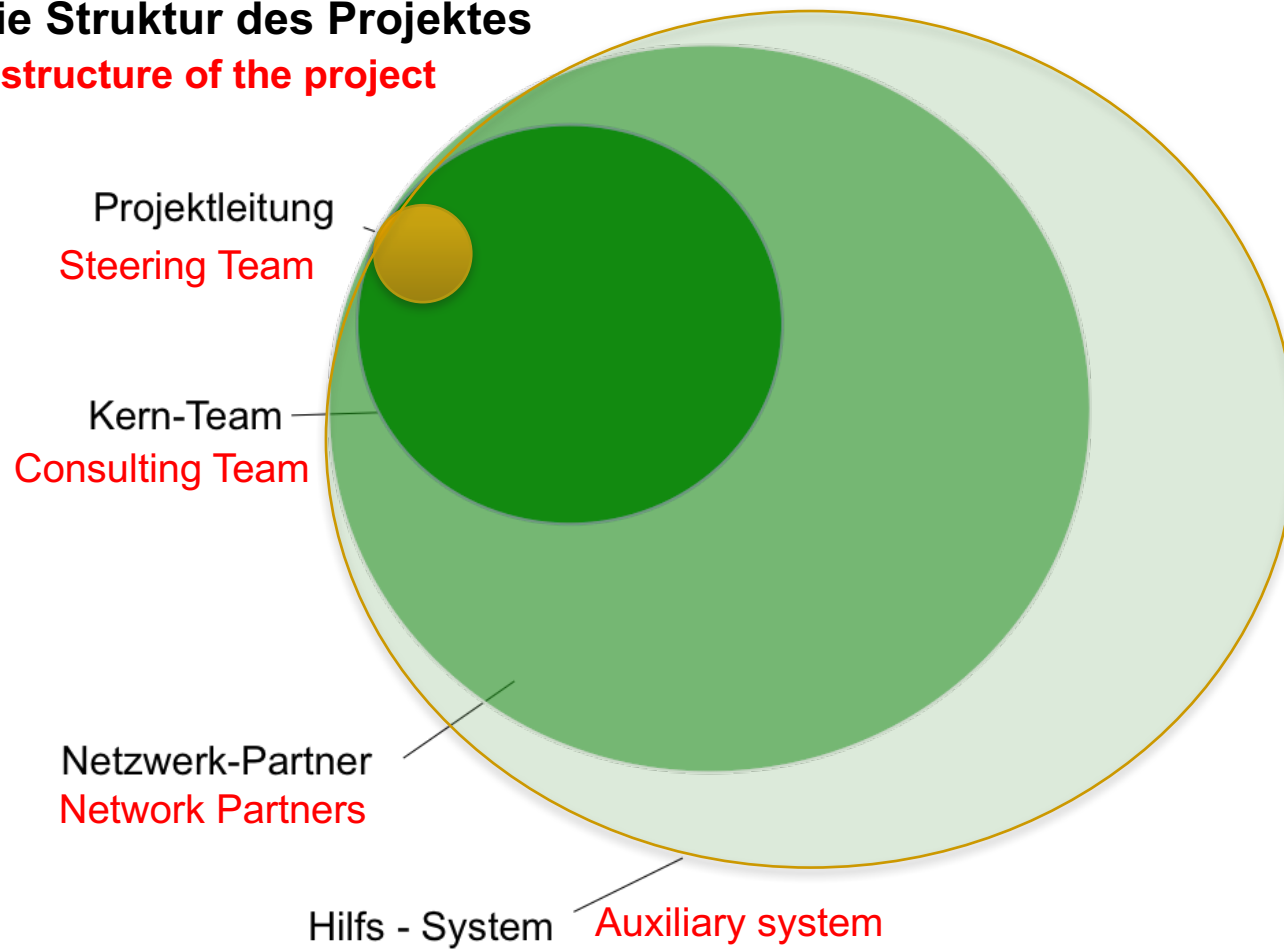 ie Struktur des Projektes
structure of the project
Projektleitung
Steering Team
Kern-Team
Consulting Team
Netzwerk-Partner
Network Partners
Hilfs - System Auxiliary system